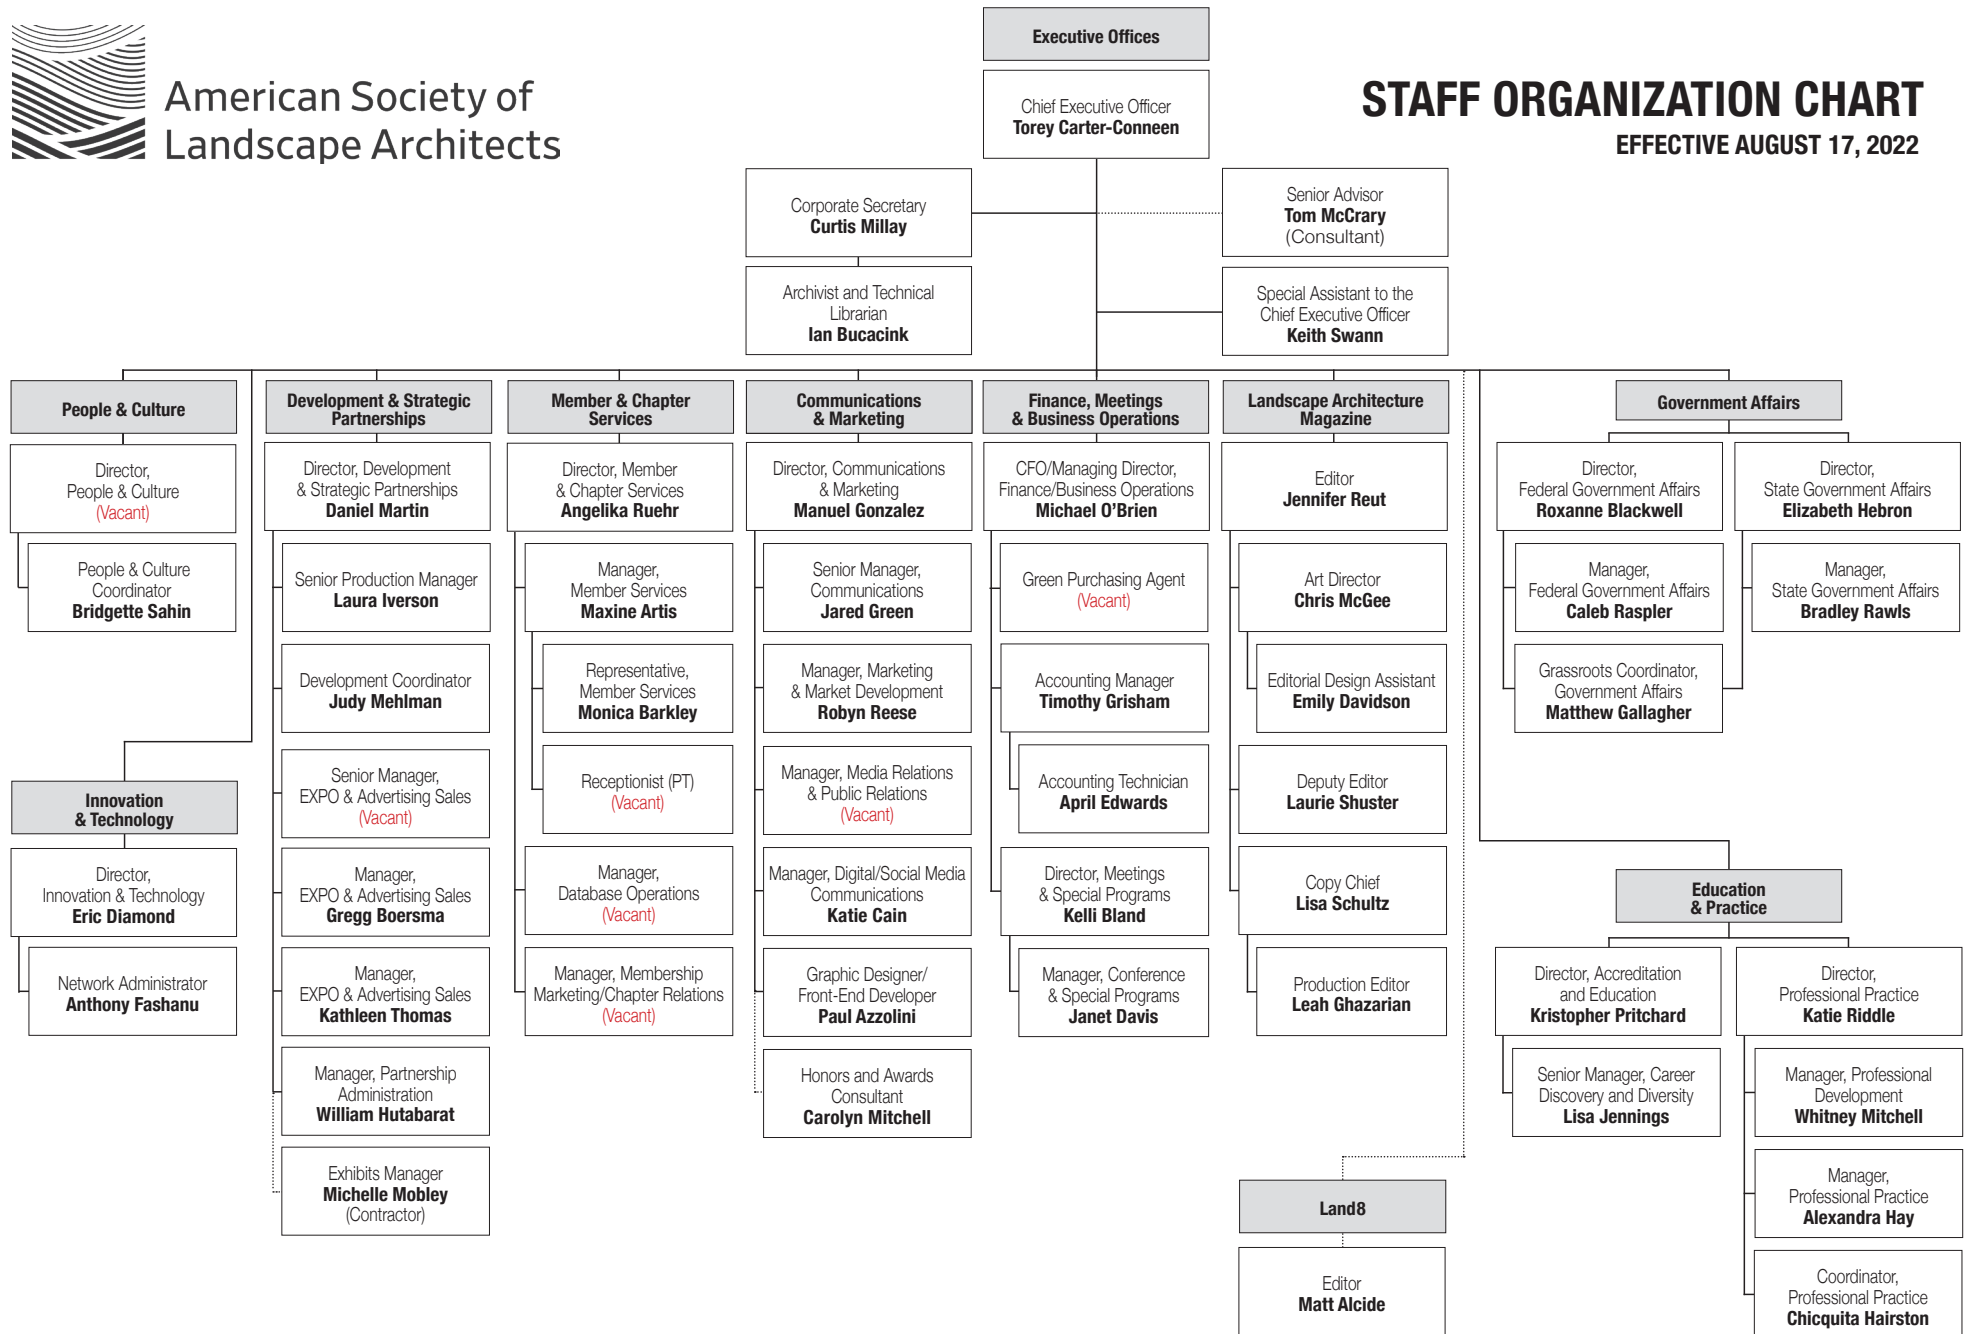 American Society of
Landscape Architects
STAFF ORGANIZATION CHART
EFFECTIVE AUGUST 17, 2022
Executive Offices
Chief Executive Officer
Torey Carter-Conneen
Corporate Secretary
Curtis Millay
Senior Advisor
Tom McCrary
(Consultant)
Archivist and Technical
Librarian
Ian Bucacink
Special Assistant to the
Chief Executive Officer
Keith Swann
People & Culture
Director,
People & Culture
(Vacant)
People & Culture
Coordinator
Bridgette Sahin
Innovation
& Technology
Director,
Innovation & Technology
Eric Diamond
Network Administrator
Anthony Fashanu
Development & Strategic
Partnerships
Director, Development
& Strategic Partnerships
Daniel Martin
Senior Production Manager
Laura Iverson
Development Coordinator
Judy Mehlman
Senior Manager,
EXPO & Advertising Sales
(Vacant)
Manager,
EXPO & Advertising Sales
Gregg Boersma
Manager,
EXPO & Advertising Sales
Kathleen Thomas
Manager, Partnership
Administration
William Hutabarat
Exhibits Manager
Michelle Mobley
(Contractor)
Member & Chapter
Services
Director, Member
& Chapter Services
Angelika Ruehr
Manager,
Member Services
Maxine Artis
Representative,
Member Services
Monica Barkley
Receptionist (PT)
(Vacant)
Manager,
Database Operations
(Vacant)
Manager, Membership
Marketing/Chapter Relations
(Vacant)
Communications
& Marketing
Director, Communications
& Marketing
Manuel Gonzalez
Senior Manager,
Communications
Jared Green
Manager, Marketing
& Market Development
Robyn Reese
Manager, Media Relations
& Public Relations
(Vacant)
Manager, Digital/Social Media
Communications
Katie Cain
Graphic Designer/
Front-End Developer
Paul Azzolini
Honors and Awards
Consultant
Carolyn Mitchell
Finance, Meetings
& Business Operations
CFO/Managing Director,
Finance/Business Operations
Michael O'Brien
Green Purchasing Agent
(Vacant)
Accounting Manager
Timothy Grisham
Accounting Technician
April Edwards
Director, Meetings
& Special Programs
Kelli Bland
Manager, Conference
& Special Programs
Janet Davis
Landscape Architecture
Magazine
Editor
Jennifer Reut
Art Director
Chris McGee
Editorial Design Assistant
Emily Davidson
Deputy Editor
Laurie Shuster
Copy Chief
Lisa Schultz
Production Editor
Leah Ghazarian
Land8
Editor
Matt Alcide
Government Affairs
Director,
Federal Government Affairs
Roxanne Blackwell
Manager,
Federal Government Affairs
Caleb Raspler
Grassroots Coordinator,
Government Affairs
Matthew Gallagher
Director,
State Government Affairs
Elizabeth Hebron
Manager,
State Government Affairs
Bradley Rawls
Education
& Practice
Director, Accreditation
and Education
Kristopher Pritchard
Senior Manager, Career
Discovery and Diversity
Lisa Jennings
Director,
Professional Practice
Katie Riddle
Manager, Professional
Development
Whitney Mitchell
Manager,
Professional Practice
Alexandra Hay
Coordinator,
Professional Practice
Chicquita Hairston